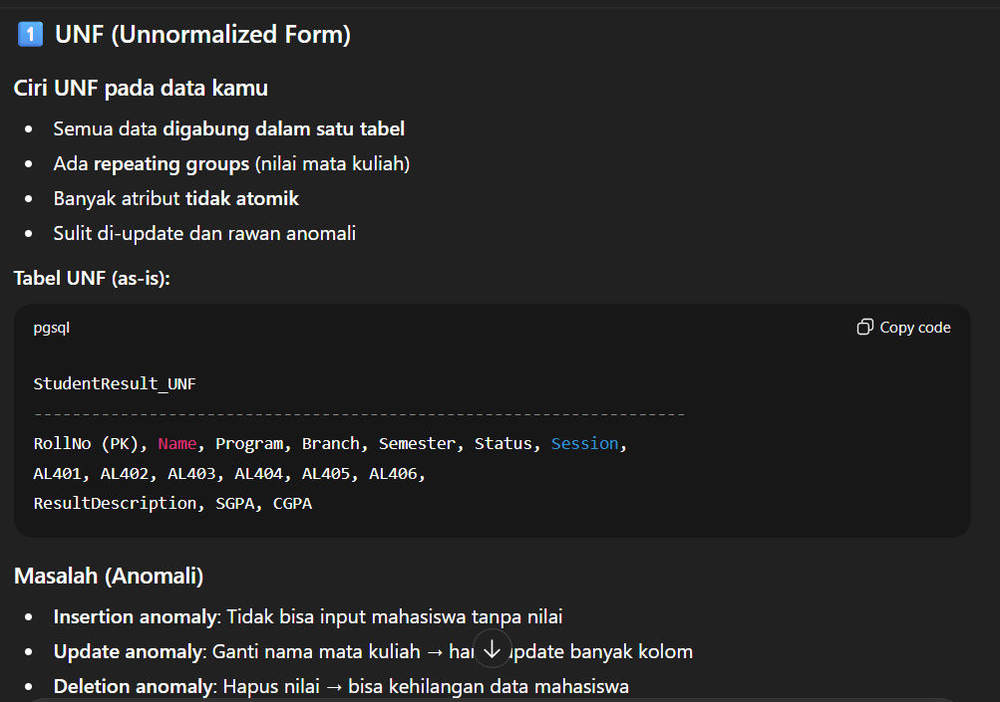 1 UNF (Unnormalized Form)
Ciri UNF pada data kamu
• Semua data digabung dalam satu tabel
• Ada repeating groups (nilai mata kuliah)
• Banyak atribut tidak atomik
• Sulit di-update dan rawan anomali
Tabel UNF (as-is):
pgsql Copy code
StudentResult_UNF
--------------------------------------------------------------------
RollNo (PK), Name, Program, Branch, Semester, Status, Session,
AL401, AL402, AL403, AL404, AL405, AL406,
ResultDescription, SGPA, CGPA
Masalah (Anomali)
• Insertion anomaly: Tidak bisa input mahasiswa tanpa nilai
• Update anomaly: Ganti nama mata kuliah → banyak kolom
• Deletion anomaly: Hapus nilai → bisa kehilangan data mahasiswa